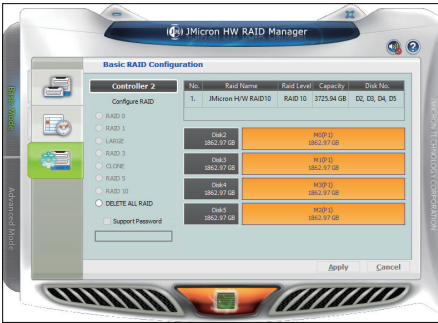 JMicron HW RAID Manager
Basic RAID Configuration
Basic Mode
Advanced Mode
Controller 2
Configure RAID
RAID 0
RAID 1
LARGE
RAID 3
CLONE
RAID 5
RAID 10
DELETE ALL RAID
Support Password
No. Raid Name Raid Level Capacity Disk No.
1. JMicron H/W RAID10 RAID 10 3725.94 GB D2, D3, D4, D5
Disk2
1862.97 GB
M0(P1)
1862.97 GB
Disk3
1862.97 GB
M1(P1)
1862.97 GB
Disk4
1862.97 GB
M3(P1)
1862.97 GB
Disk5
1862.97 GB
M2(P1)
1862.97 GB
Apply Cancel
JMICRON TECHNOLOGY CORPORATION